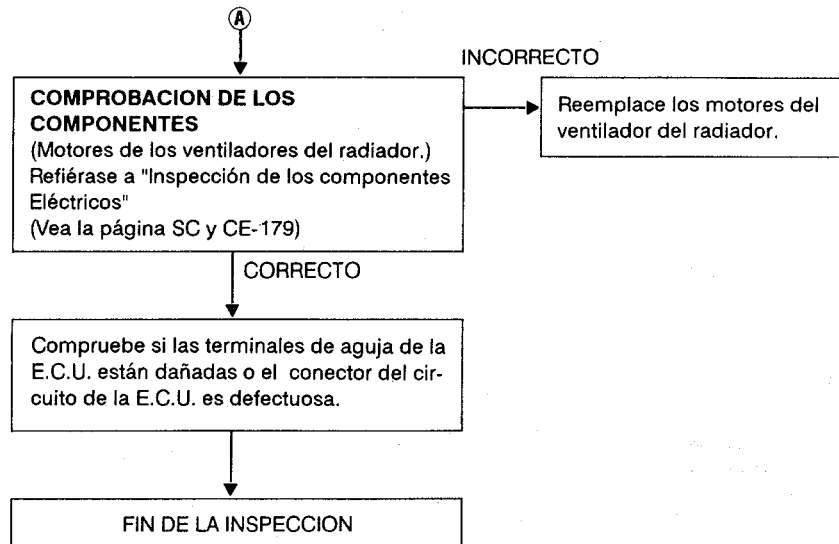 A
INCORRECTO
COMPROBACION DE LOS
COMPONENTES
(Motores de los ventiladores del radiador.)
Refiérase a "Inspección de los componentes
Eléctricos"
(Vea la página SC y CE-179)
Reemplace los motores del
ventilador del radiador.
CORRECTO
Compruebe si las terminales de aguja de la
E.C.U. están dañadas o el conector del cir-
cuito de la E.C.U. es defectuosa.
FIN DE LA INSPECCION